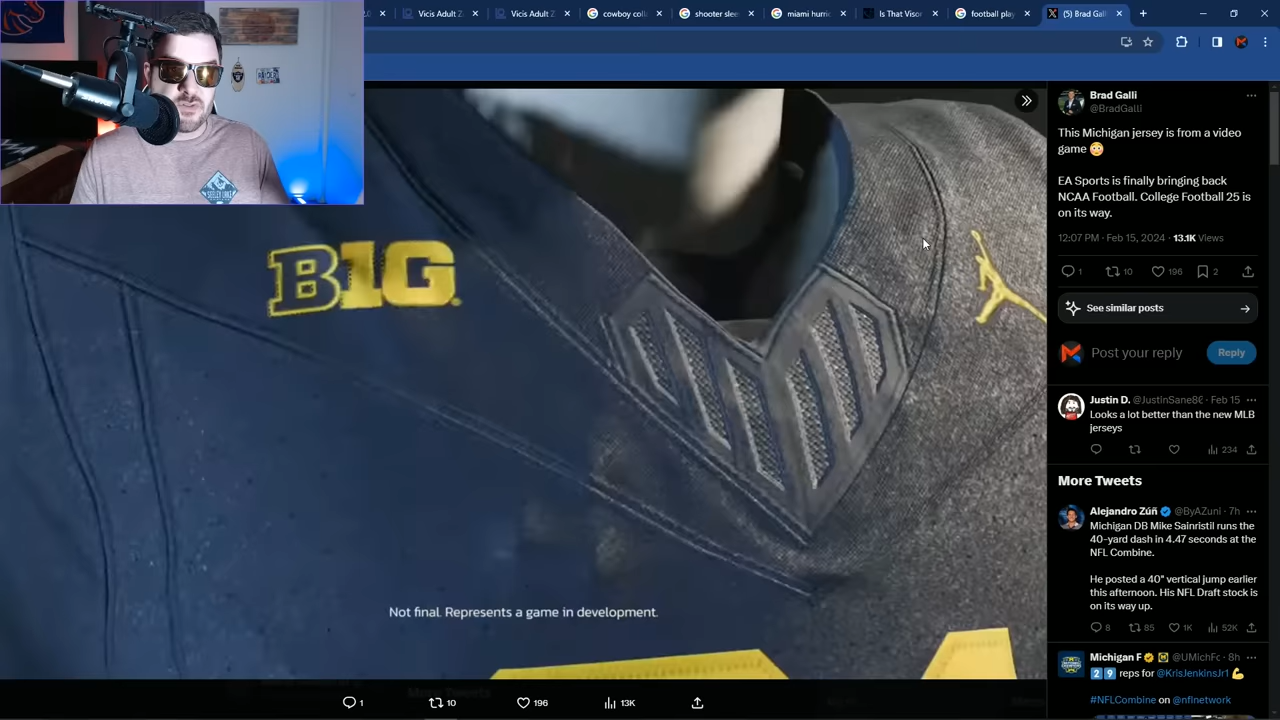 Vicis Adult Z
Vicis Adult Z
cowboy coll
shooter slee
miami hurric
Is That Visor
football play
(5) Brad Galli
Brad Galli
@BradGalli
This Michigan jersey is from a video
game 😳
EA Sports is finally bringing back
NCAA Football. College Football 25 is
on its way.
12:07 PM · Feb 15, 2024 · 13.1K Views
1 10 196 2
See similar posts
Post your reply
Reply
Justin D. @JustInSane86 · Feb 15
Looks a lot better than the new MLB
jerseys
234
More Tweets
Alejandro Zúñ @ByAZuni · 7h
Michigan DB Mike Sainristil runs the
40-yard dash in 4.47 seconds at the
NFL Combine.
He posted a 40" vertical jump earlier
this afternoon. His NFL Draft stock is
on its way up.
8 85 1K 52K
Michigan F @UMichFc · 8h
2 9 reps for @KrisJenkinsJr1 💪
#NFLCombine on @nflnetwork
B1G
Not final. Represents a game in development.
1 10 196 13K